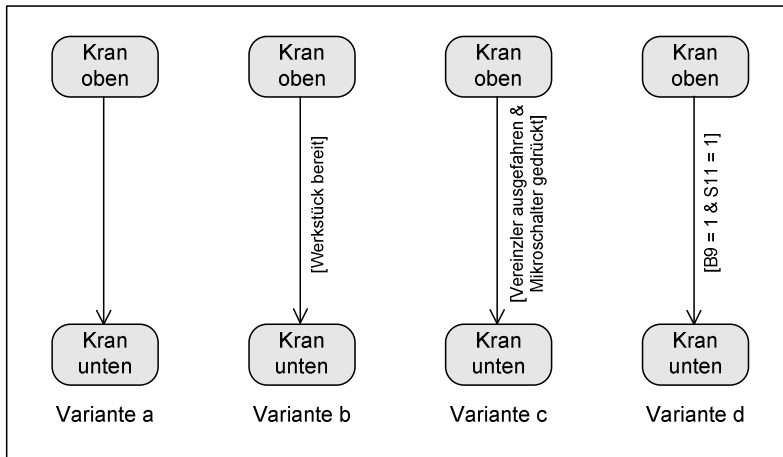 Kran
oben
Kran
oben
Kran
oben
Kran
oben
[Werkstück bereit]
[Vereinzler ausgefahren &
Mikroschalter gedrückt]
[B9 = 1 & S11 = 1]
Kran
unten
Kran
unten
Kran
unten
Kran
unten
Variante a
Variante b
Variante c
Variante d